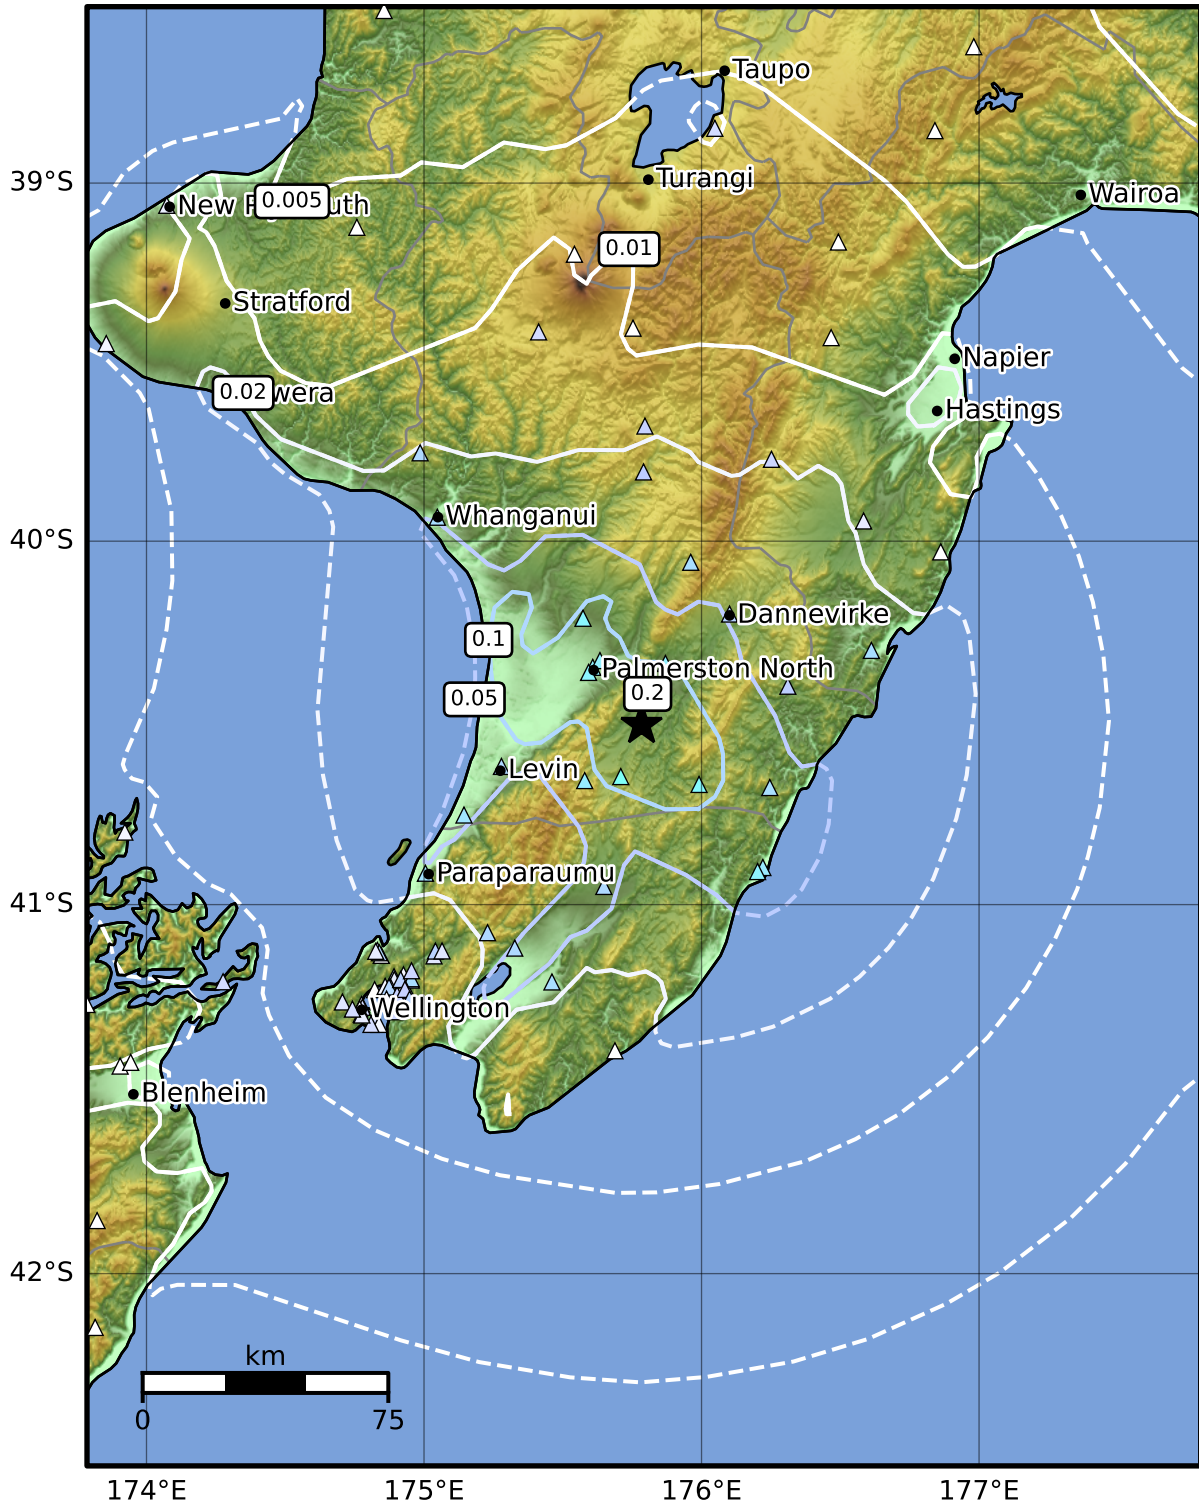 Taupo
39°S
Turangi
Wairoa
New
uth
0.005
0.01
Stratford
Napier
0.02
wera
Hastings
Whanganui
40°S
Dannevirke
0.1
Palmerston North
0.05
0.2
Levin
Paraparaumu
41°S
Wellington
Blenheim
42°S
km
0
75
174°E
175°E
176°E
177°E